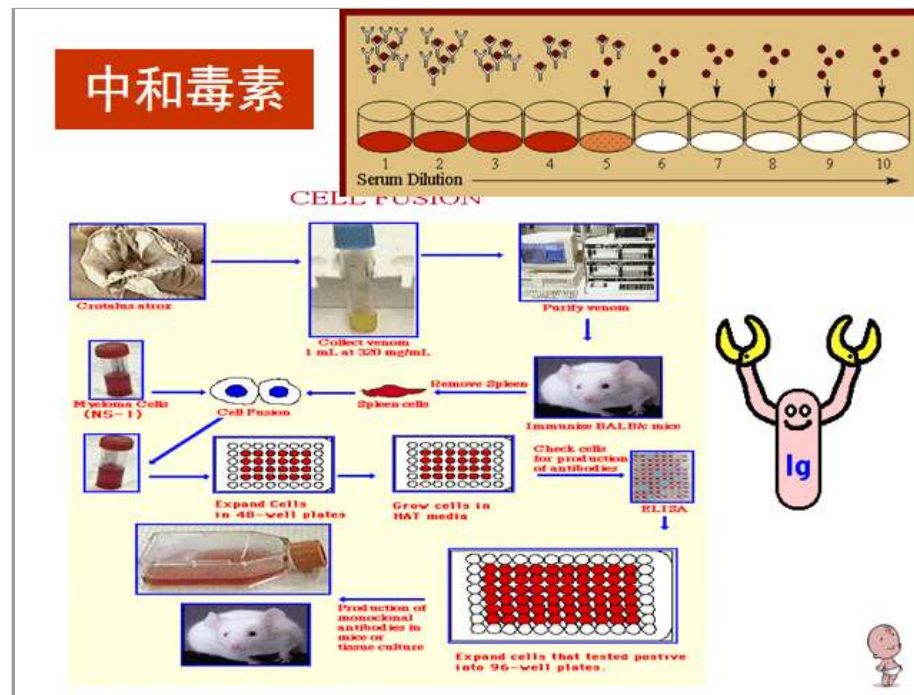 中和毒素
1 2 3 4 5 6 7 8 9 10
Serum Dilution
CELL FUSION
Crotalus atrox
Collect venom
1 mL at 320 mg/mL
Purify venom
Myeloma Cells
(NS-1)
Cell Fusion
Spleen cells
Remove Spleen
Immunize BALB/c mice
Expand Cells
in 48-well plates
Grow cells in
HAT media
Check cells
for production
of antibodies
ELISA
Ig
Production of
monoclonal
antibodies in
mice or
tissue culture
Expand cells that tested postive
into 96-well plates.